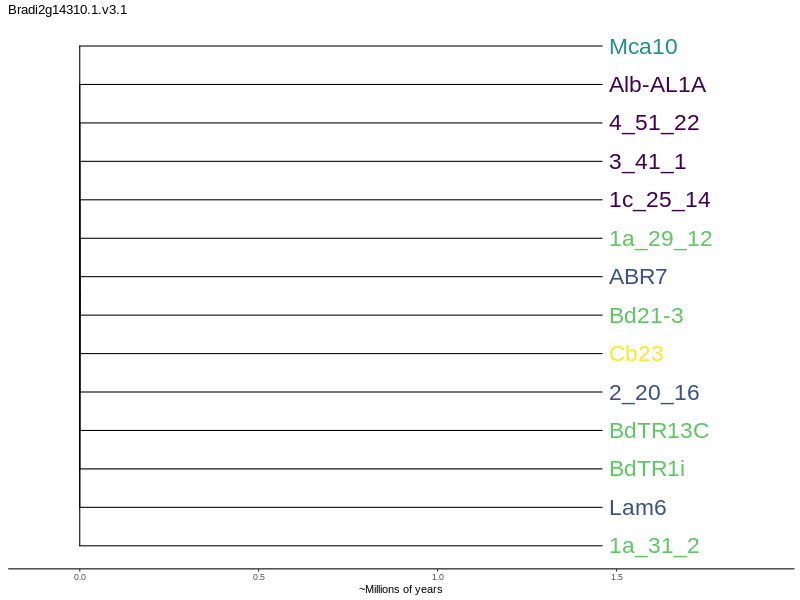 Bradi2g14310.1.v3.1
Mca10
Alb-AL1A
4_51_22
3_41_1
1c_25_14
1a_29_12
ABR7
Bd21-3
Cb23
2_20_16
BdTR13C
BdTR1i
Lam6
1a_31_2
0.0 0.5 1.0 1.5
~Millions of years